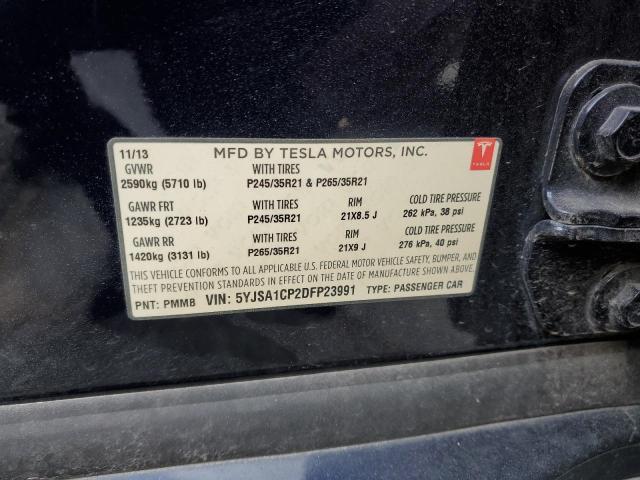 11/13 MFD BY TESLA MOTORS, INC.
TESLA
GVWR WITH TIRES
2590kg (5710 lb) P245/35R21 & P265/35R21
GAWR FRT WITH TIRES RIM COLD TIRE PRESSURE
1235kg (2723 lb) P245/35R21 21X8.5 J 262 kPa, 38 psi
GAWR RR WITH TIRES RIM COLD TIRE PRESSURE
1420kg (3131 lb) P265/35R21 21X9 J 276 kPa, 40 psi
THIS VEHICLE CONFORMS TO ALL APPLICABLE U.S. FEDERAL MOTOR VEHICLE SAFETY, BUMPER, AND
THEFT PREVENTION STANDARDS IN EFFECT ON THE DATE OF MANUFACTURE SHOWN ABOVE.
PNT: PMMB VIN: 5YJSA1CP2DFP23991 TYPE: PASSENGER CAR